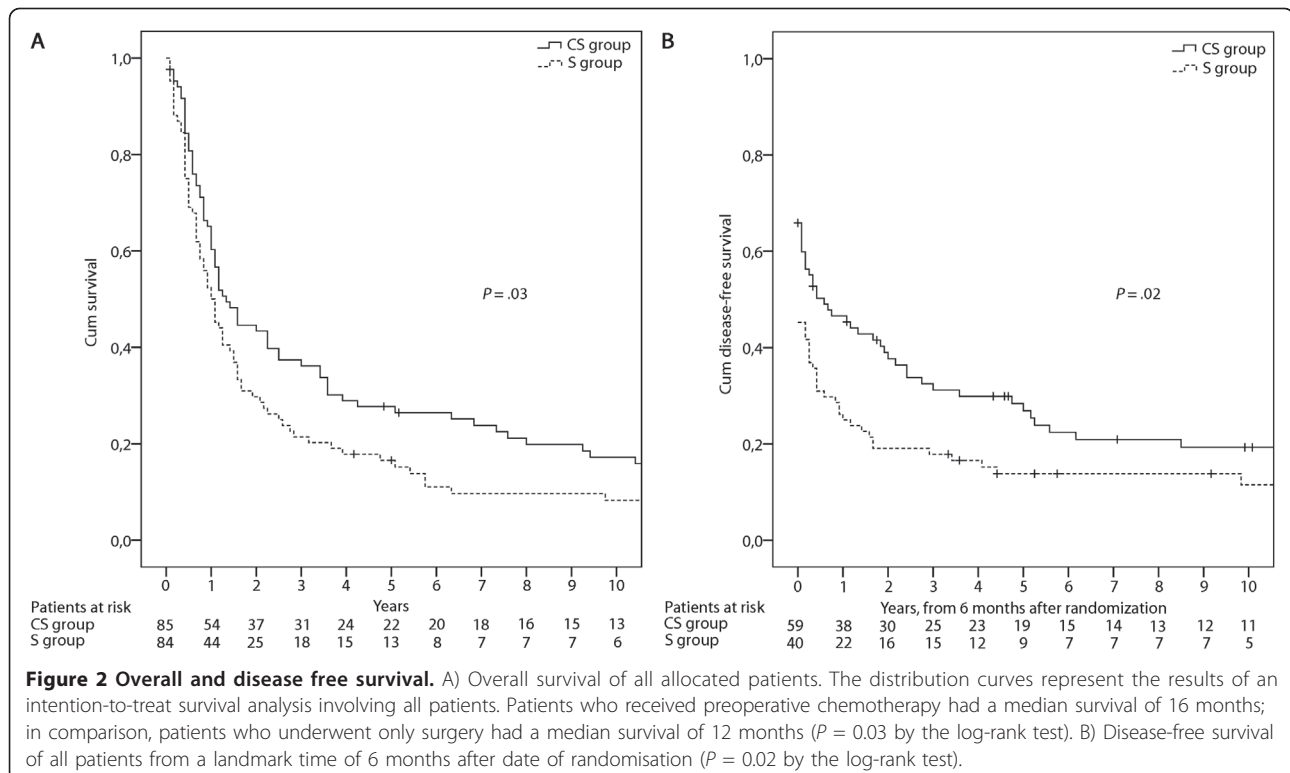 A
CS group
S group
1,0
0,8
0,6
0,4
0,2
0,0
Cum survival
P = .03
0 1 2 3 4 5 6 7 8 9 10
Patients at risk Years
CS group 85 54 37 31 24 22 20 18 16 15 13
S group 84 44 25 18 15 13 8 7 7 7 6
B
CS group
S group
1,0
0,8
0,6
0,4
0,2
0,0
Cum disease-free survival
P = .02
0 1 2 3 4 5 6 7 8 9 10
Patients at risk Years, from 6 months after randomization
CS group 59 38 30 25 23 19 15 14 13 12 11
S group 40 22 16 15 12 9 7 7 7 7 5
Figure 2 Overall and disease free survival. A) Overall survival of all allocated patients. The distribution curves represent the results of an
intention-to-treat survival analysis involving all patients. Patients who received preoperative chemotherapy had a median survival of 16 months;
in comparison, patients who underwent only surgery had a median survival of 12 months (P = 0.03 by the log-rank test). B) Disease-free survival
of all patients from a landmark time of 6 months after date of randomisation (P = 0.02 by the log-rank test).